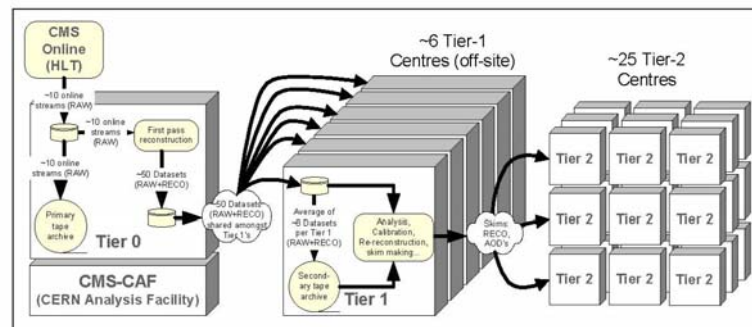 CMS
Online
(HLT)
~10 online
streams (RAW)
~10 online
streams
(RAW)
First pass
reconstruction
~10 online
streams (RAW)
~50 Datasets
(RAW+RECO)
Primary
tape
archive
Tier 0
CMS-CAF
(CERN Analysis Facility)
~50 Datasets
(RAW+RECO)
shared amongst
Tier 1's
~6 Tier-1
Centres (off-site)
Average of
~8 Datasets
per Tier 1
(RAW+RECO)
Analysis,
Calibration,
Re-reconstruction,
skim making...
Second-
ary tape
archive
Tier 1
Skims:
RECO,
AOD's
~25 Tier-2
Centres
Tier 2 Tier 2 Tier 2
Tier 2 Tier 2 Tier 2
Tier 2 Tier 2 Tier 2